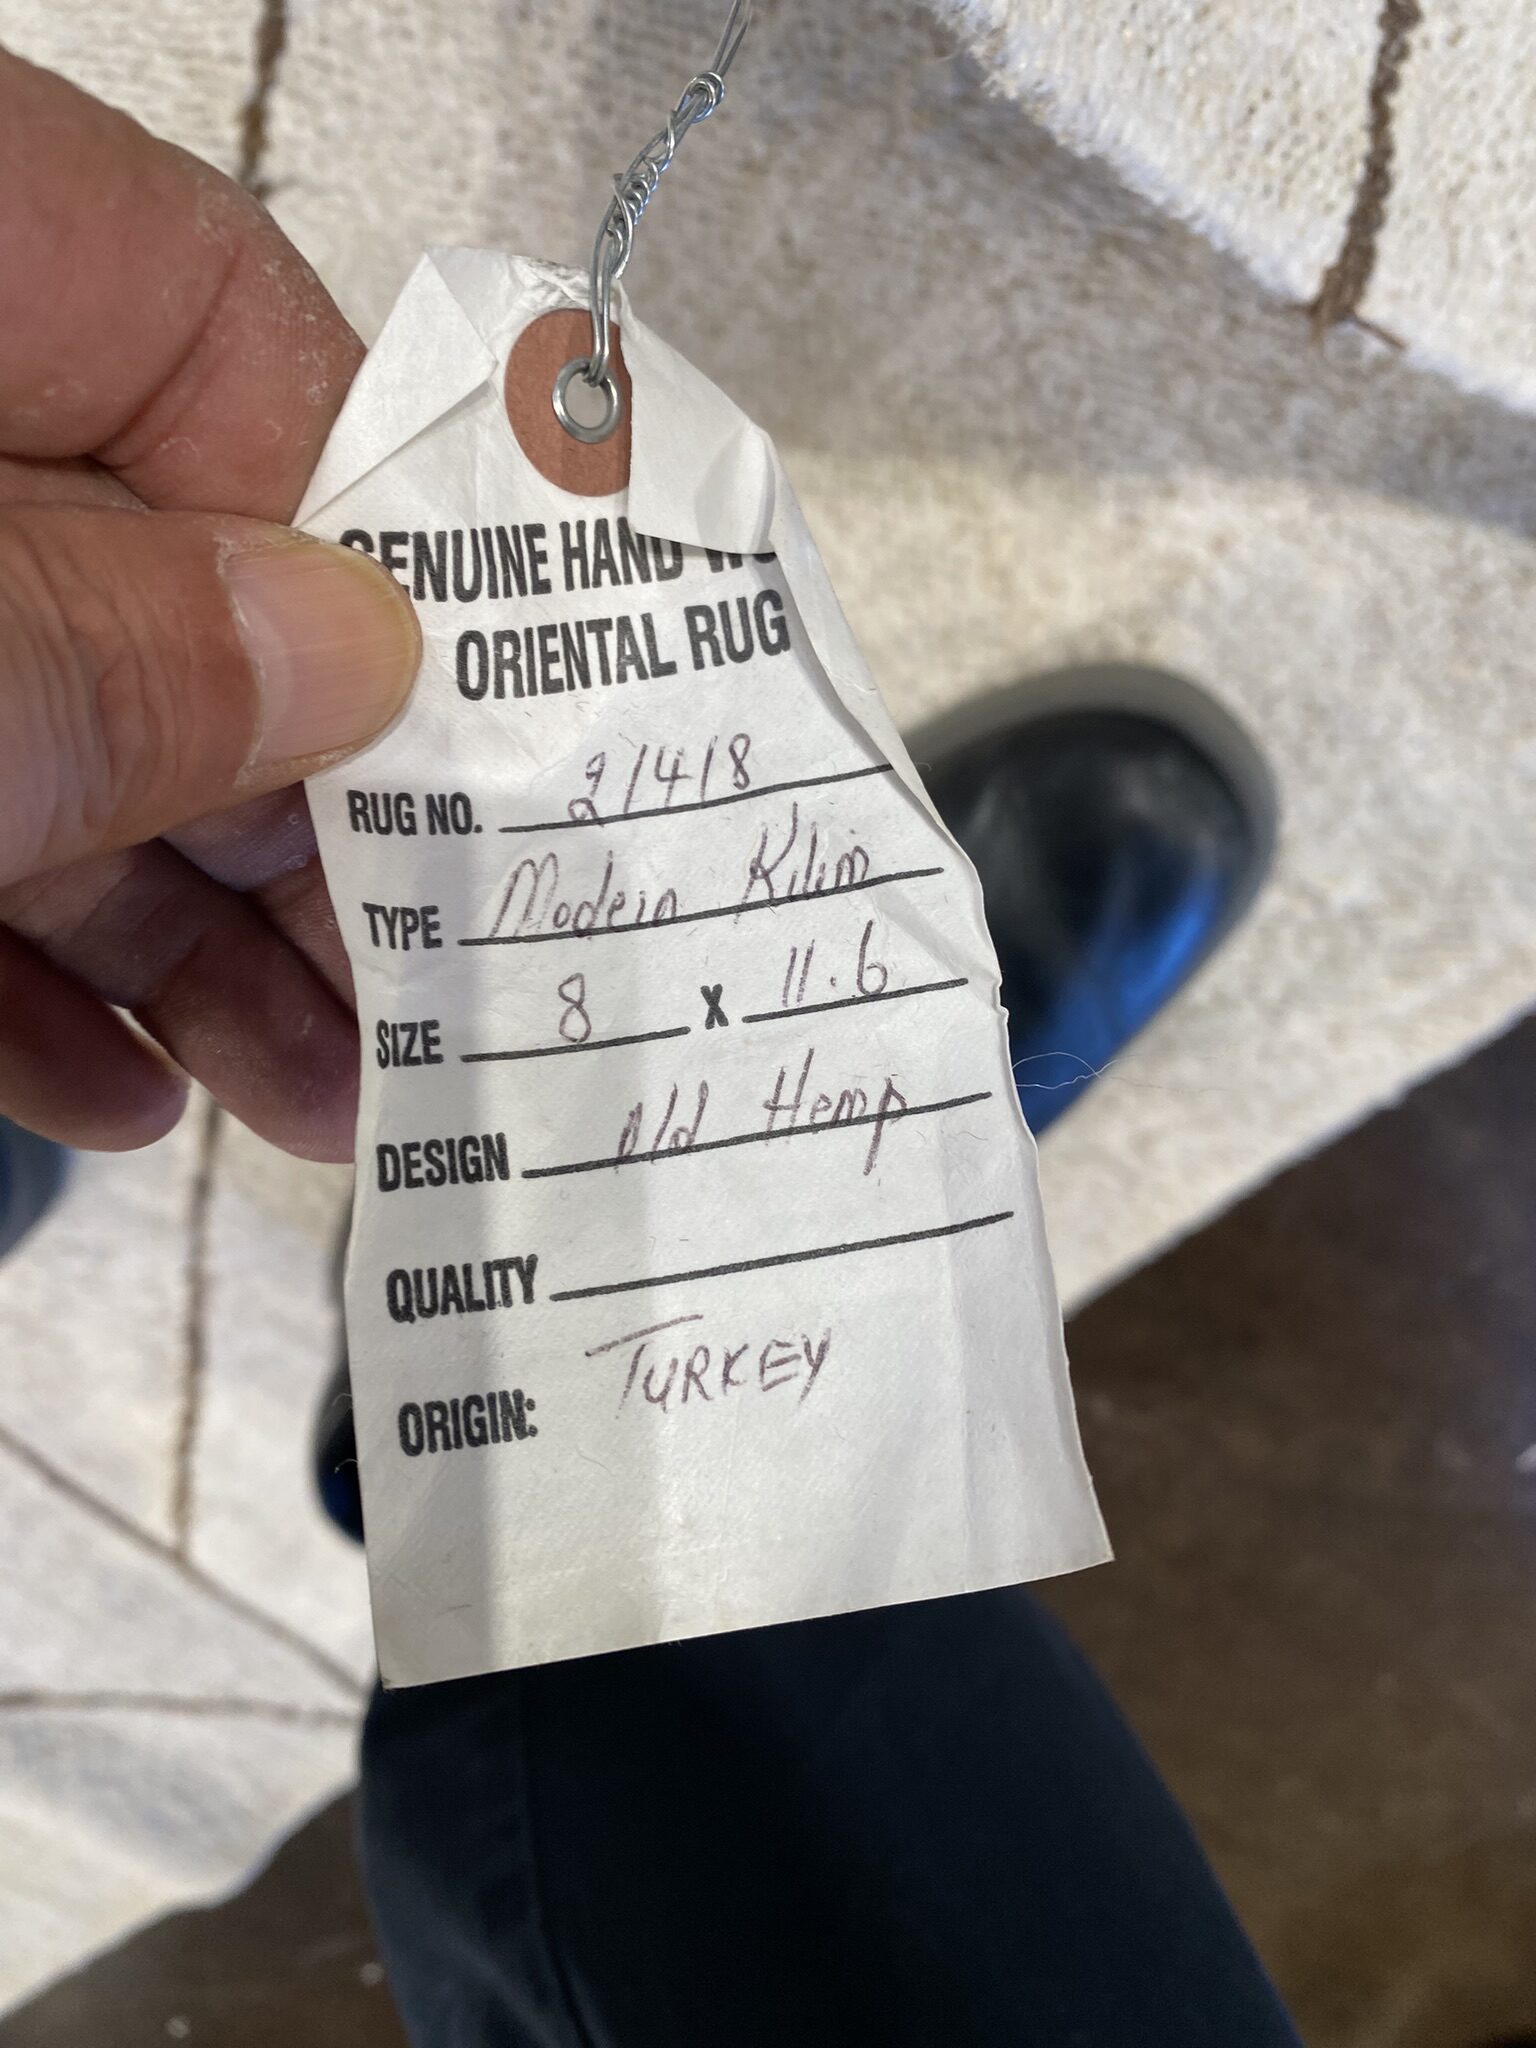 GENUINE HAND WO
ORIENTAL RUG
RUG NO. 21418
TYPE Modern Kilim
SIZE 8 X 11.6
DESIGN old Hemp
QUALITY
ORIGIN: TURKEY